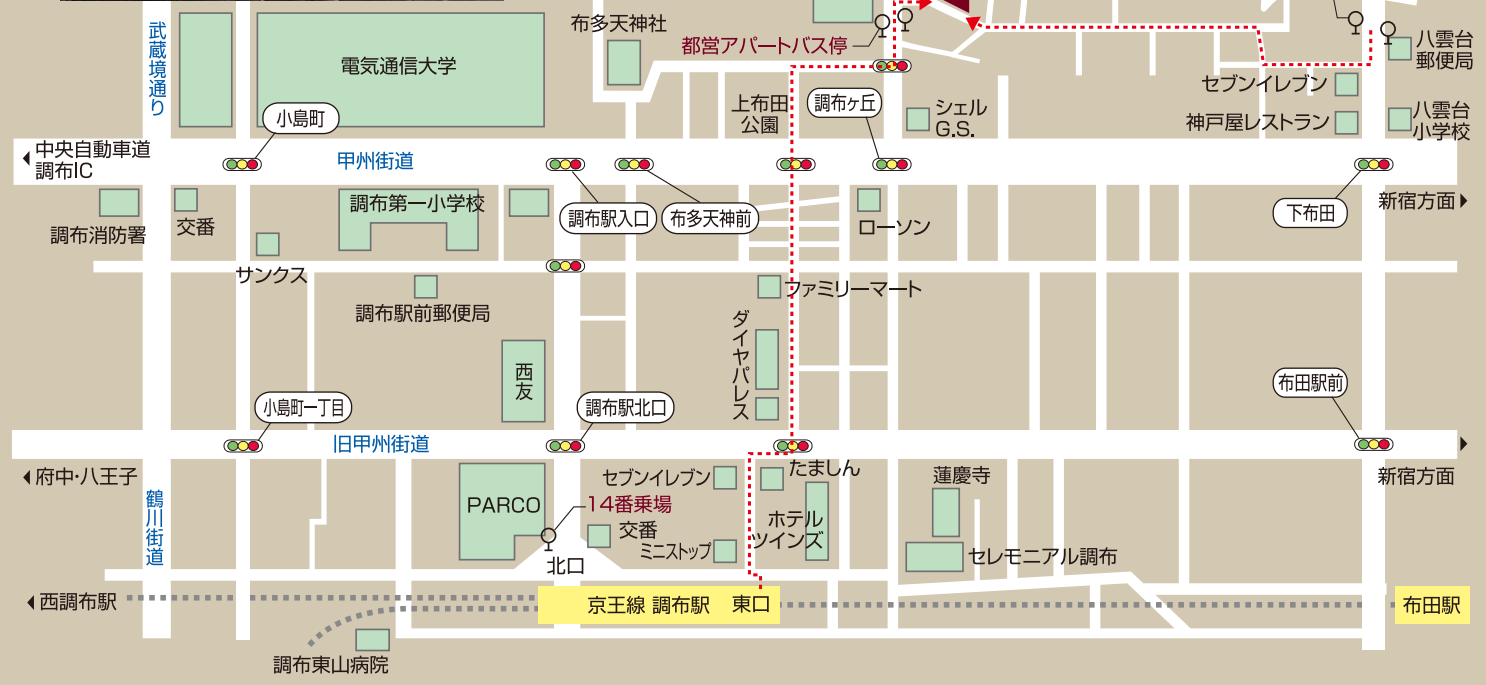 武蔵境通り
電気通信大学
布多天神社
都営アパートバス停
八雲台
郵便局
セブンイレブン
小島町
上布田
公園
調布ヶ丘
シェル
G.S.
神戸屋レストラン
八雲台
小学校
中央自動車道
調布IC
甲州街道
調布消防署
交番
調布第一小学校
調布駅入口
布多天神前
ローソン
下布田
新宿方面
サンクス
調布駅前郵便局
ファミリーマート
ダイヤパレス
西友
小島町一丁目
調布駅北口
布田駅前
旧甲州街道
府中・八王子
鶴川街道
PARCO
14番乗場
セブンイレブン
たましん
蓮慶寺
新宿方面
交番
ミニストップ
ホテル
ツインズ
北口
セレモニアル調布
西調布駅
京王線 調布駅 東口
布田駅
調布東山病院